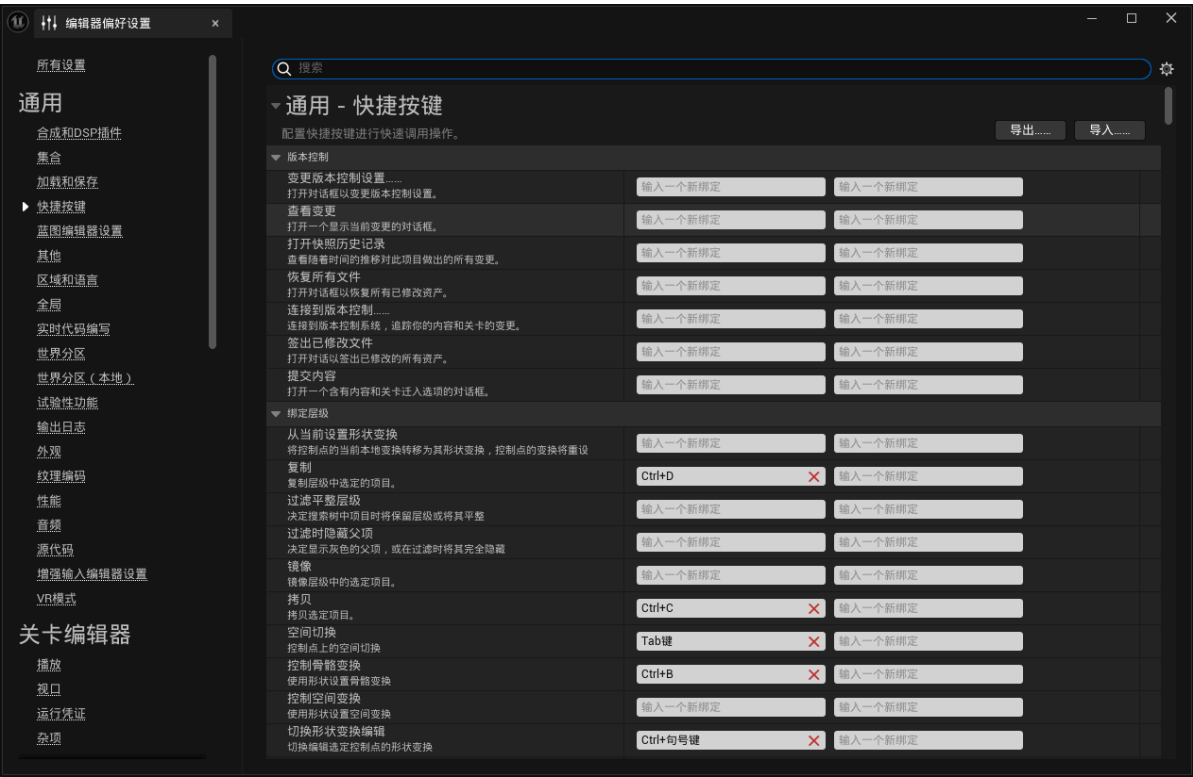 编辑器偏好设置
所有设置
通用
合成和DSP插件
集合
加载和保存
快捷按键
蓝图编辑器设置
其他
区域和语言
全局
实时代码编写
世界分区
世界分区（本地）
试验性功能
输出日志
外观
纹理编码
性能
音频
源代码
增强输入编辑器设置
VR模式
关卡编辑器
播放
视口
运行凭证
杂项
搜索
通用 - 快捷按键
配置快捷按键进行快速调用操作。
导出...... 导入......
版本控制
变更版本控制设置...... 输入一个新绑定 输入一个新绑定
打开对话框以变更版本控制设置。
查看变更 输入一个新绑定 输入一个新绑定
打开一个显示当前变更的对话框。
打开快照历史记录 输入一个新绑定 输入一个新绑定
查看随着时间的推移对此项目做出的所有变更。
恢复所有文件 输入一个新绑定 输入一个新绑定
打开对话框以恢复所有已修改资产。
连接到版本控制...... 输入一个新绑定 输入一个新绑定
连接到版本控制系统，追踪你的内容和关卡的变更。
签出已修改文件 输入一个新绑定 输入一个新绑定
打开对话以签出已修改的所有资产。
提交内容 输入一个新绑定 输入一个新绑定
打开一个含有内容和关卡迁入选项的对话框。
绑定层级
从当前设置形状变换 输入一个新绑定 输入一个新绑定
将控制点的当前本地变换转移为其形状变换，控制点的变换将重设
复制 Ctrl+D 输入一个新绑定
复制层级中选定的项目。
过滤平整层级 输入一个新绑定 输入一个新绑定
决定搜索树中项目时将保留层级或将其平整
过滤时隐藏父项 输入一个新绑定 输入一个新绑定
决定显示灰色的父项，或在过滤时将其完全隐藏
镜像 输入一个新绑定 输入一个新绑定
镜像层级中的选定项目。
拷贝 Ctrl+C 输入一个新绑定
拷贝选定项目。
空间切换 Tab键 输入一个新绑定
控制点上的空间切换
控制骨骼变换 Ctrl+B 输入一个新绑定
使用形状设置骨骼变换
控制空间变换 输入一个新绑定 输入一个新绑定
使用形状设置空间变换
切换形状变换编辑 Ctrl+句号键 输入一个新绑定
切换编辑选定控制点的形状变换